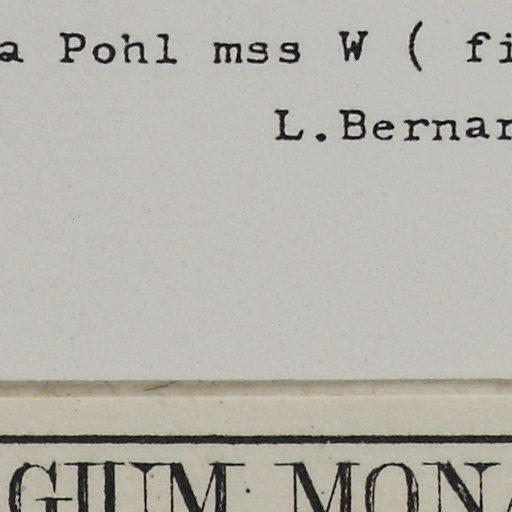 a Pohl mss W ( fi
L.Bernar
GIUM MONA